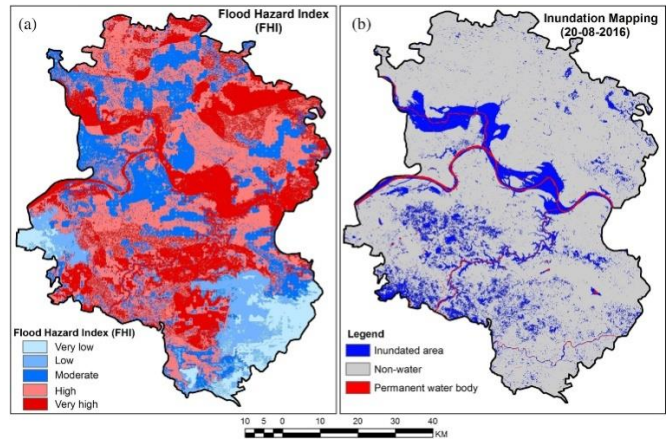 (a)
Flood Hazard Index
(FHI)
Flood Hazard Index (FHI)
Very low
Low
Moderate
High
Very high
(b)
Inundation Mapping
(20-08-2016)
Legend
Inundated area
Non-water
Permanent water body
10 5 0 10 20 30 40
KM